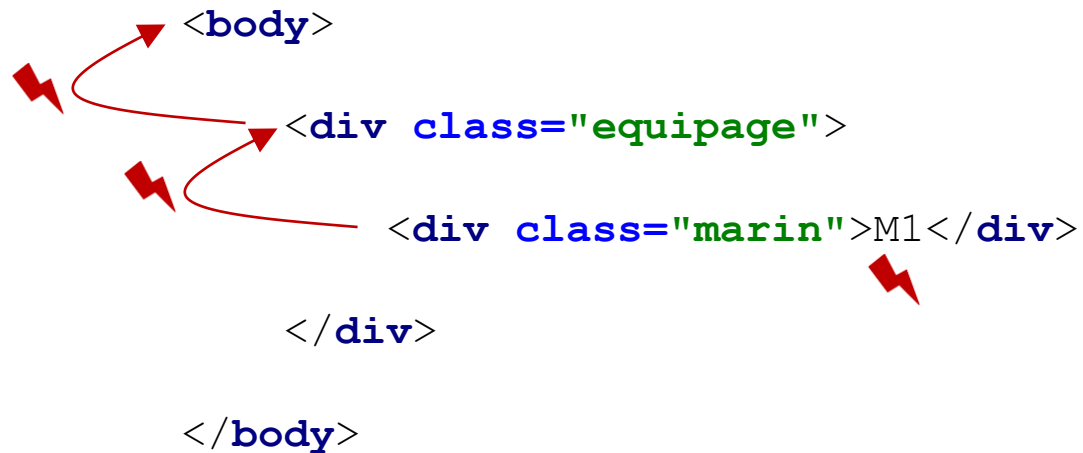 <body>
<div class="equipage">
<div class="marin">M1</div>
</div>
</body>